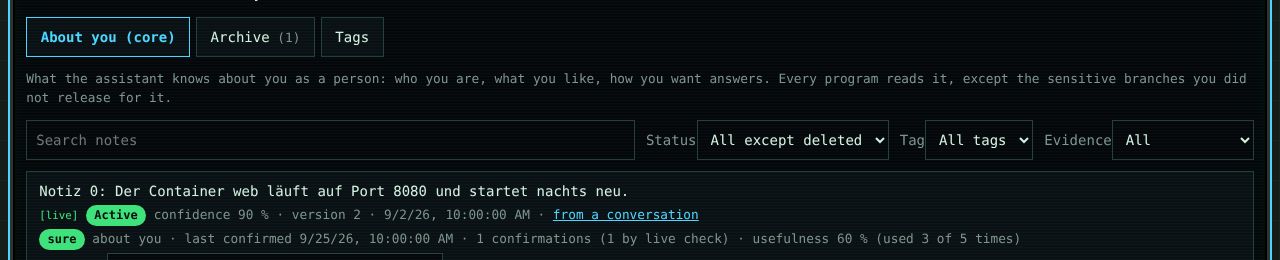 About you (core) Archive (1) Tags
What the assistant knows about you as a person: who you are, what you like, how you want answers. Every program reads it, except the sensitive branches you did
not release for it.
Search notes Status All except deleted Tag All tags Evidence All
Notiz 0: Der Container web läuft auf Port 8080 und startet nachts neu.
[live] Active confidence 90 % · version 2 · 9/2/26, 10:00:00 AM · from a conversation
sure about you · last confirmed 9/25/26, 10:00:00 AM · 1 confirmations (1 by live check) · usefulness 60 % (used 3 of 5 times)